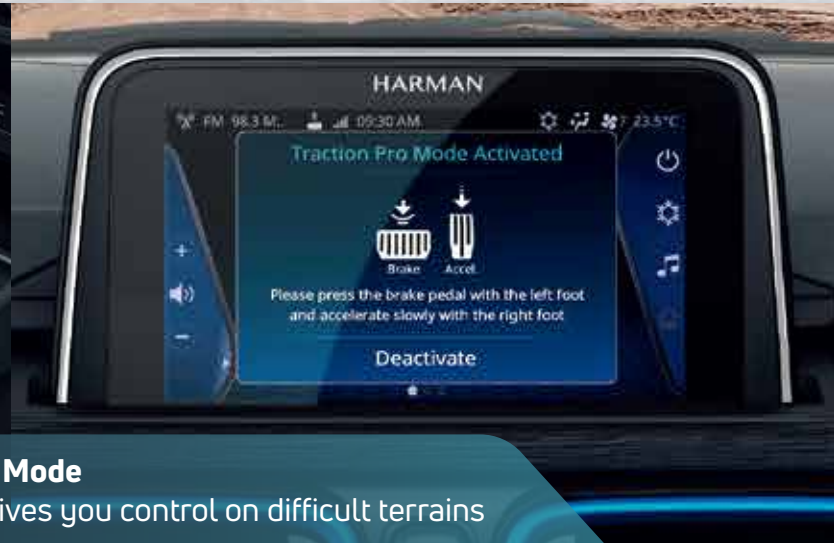 HARMAN
FM 98.3 M.. 09:30 AM 7 23.5°C
Traction Pro Mode Activated
Brake Accel.
Please press the brake pedal with the left foot
and accelerate slowly with the right foot
Deactivate
Mode
ives you control on difficult terrains